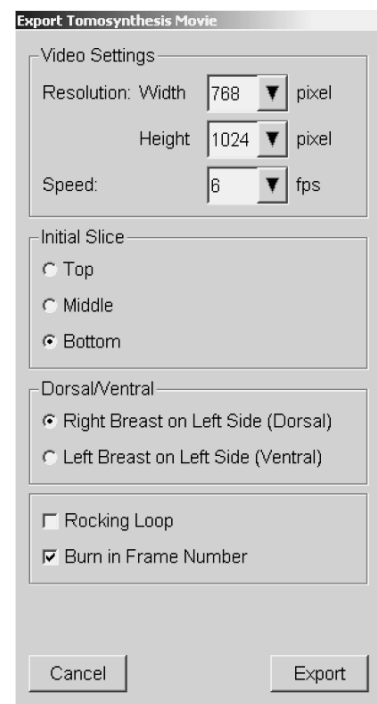 Export Tomosynthesis Movie
Video Settings
Resolution: Width 768 pixel
Height 1024 pixel
Speed: 6 fps
Initial Slice
Top
Middle
Bottom
Dorsal/Ventral
Right Breast on Left Side (Dorsal)
Left Breast on Left Side (Ventral)
Rocking Loop
Burn in Frame Number
Cancel Export